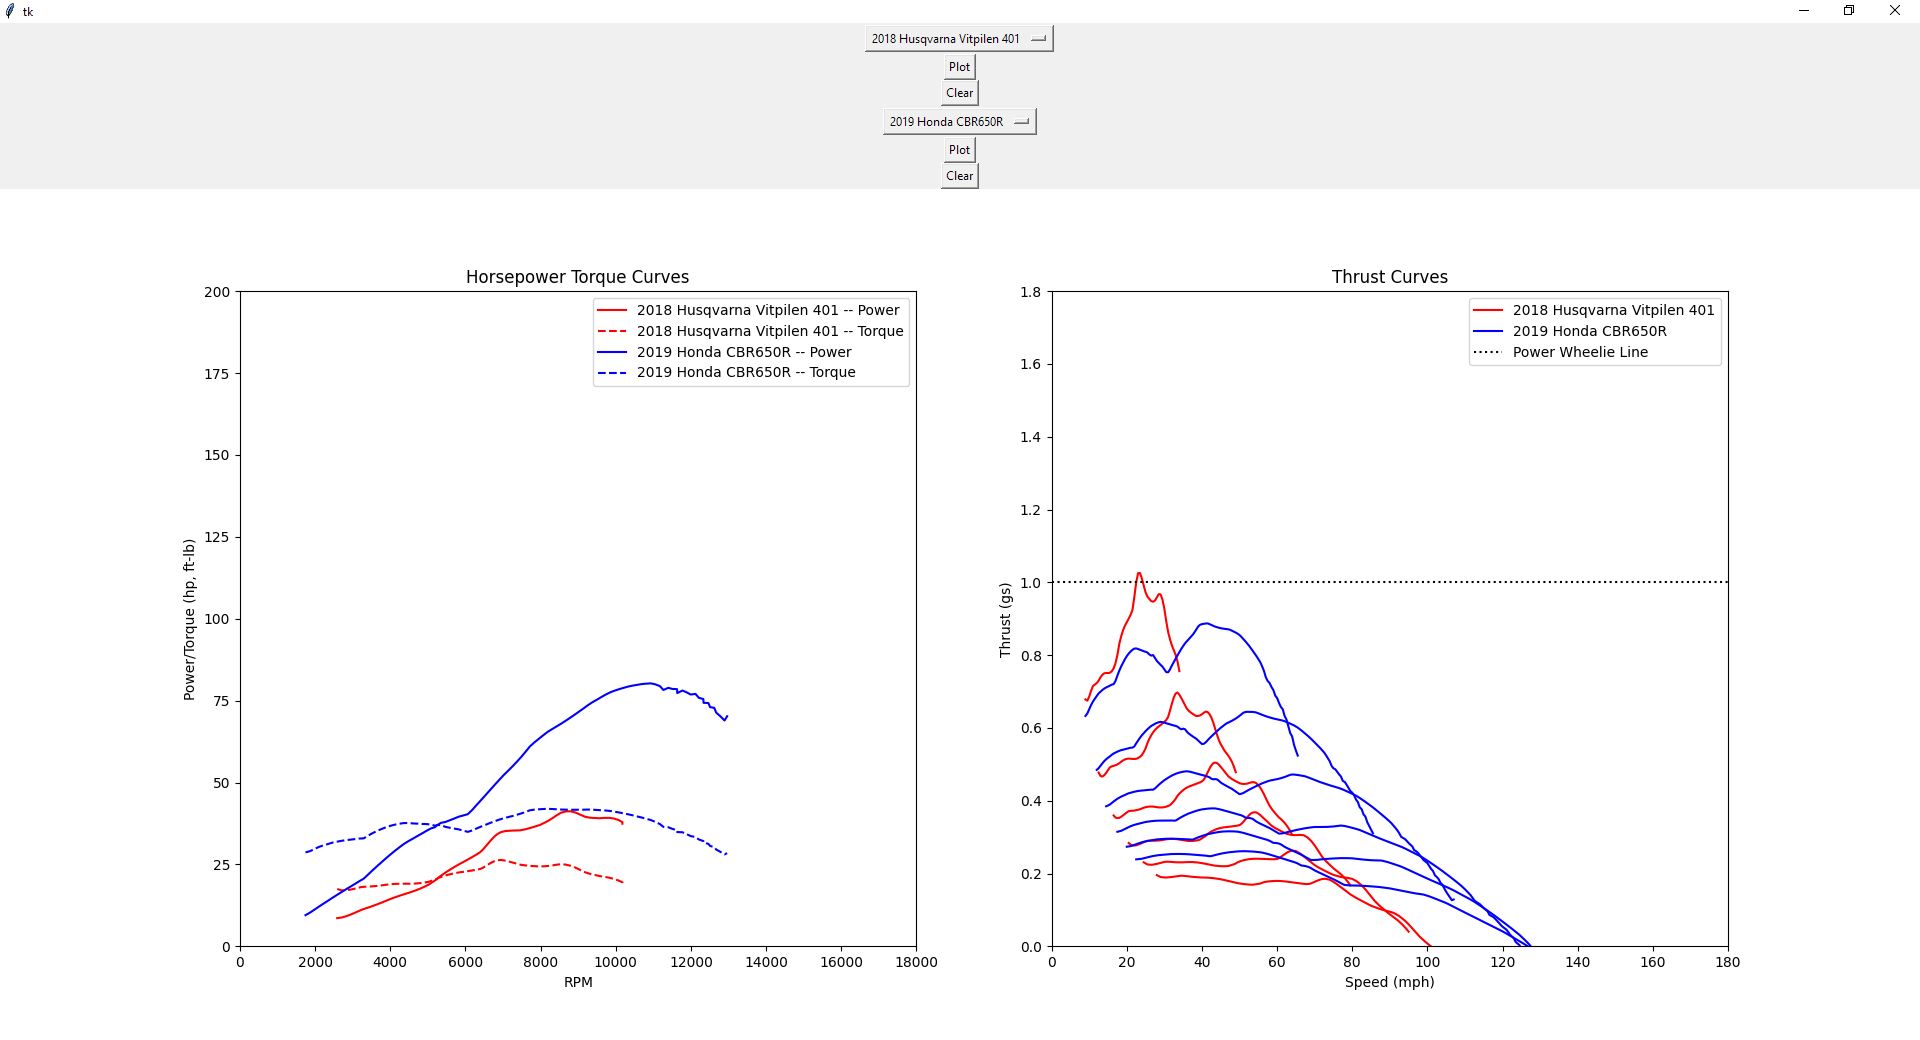 tk
2018 Husqvarna Vitpilen 401
Plot
Clear
2019 Honda CBR650R
Plot
Clear
Horsepower Torque Curves
200
175
150
125
100
75
50
25
0
Power/Torque (hp, ft-lb)
2018 Husqvarna Vitpilen 401 -- Power
2018 Husqvarna Vitpilen 401 -- Torque
2019 Honda CBR650R -- Power
2019 Honda CBR650R -- Torque
0 2000 4000 6000 8000 10000 12000 14000 16000 18000
RPM
Thrust Curves
1.8
1.6
1.4
1.2
1.0
0.8
0.6
0.4
0.2
0.0
Thrust (gs)
2018 Husqvarna Vitpilen 401
2019 Honda CBR650R
Power Wheelie Line
0 20 40 60 80 100 120 140 160 180
Speed (mph)